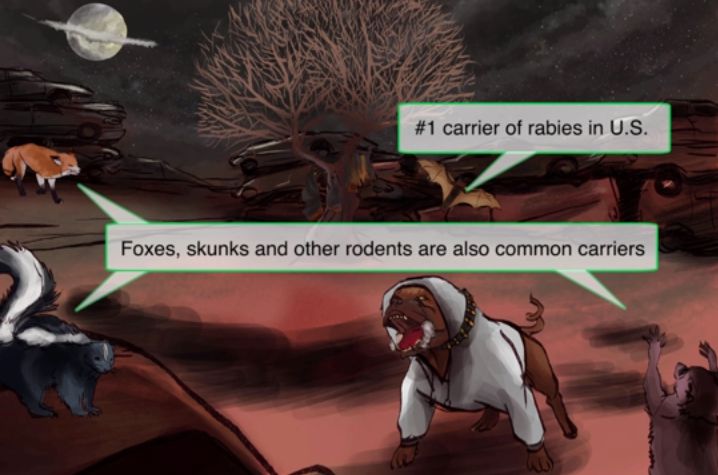 #1 carrier of rabies in U.S.
Foxes, skunks and other rodents are also common carriers